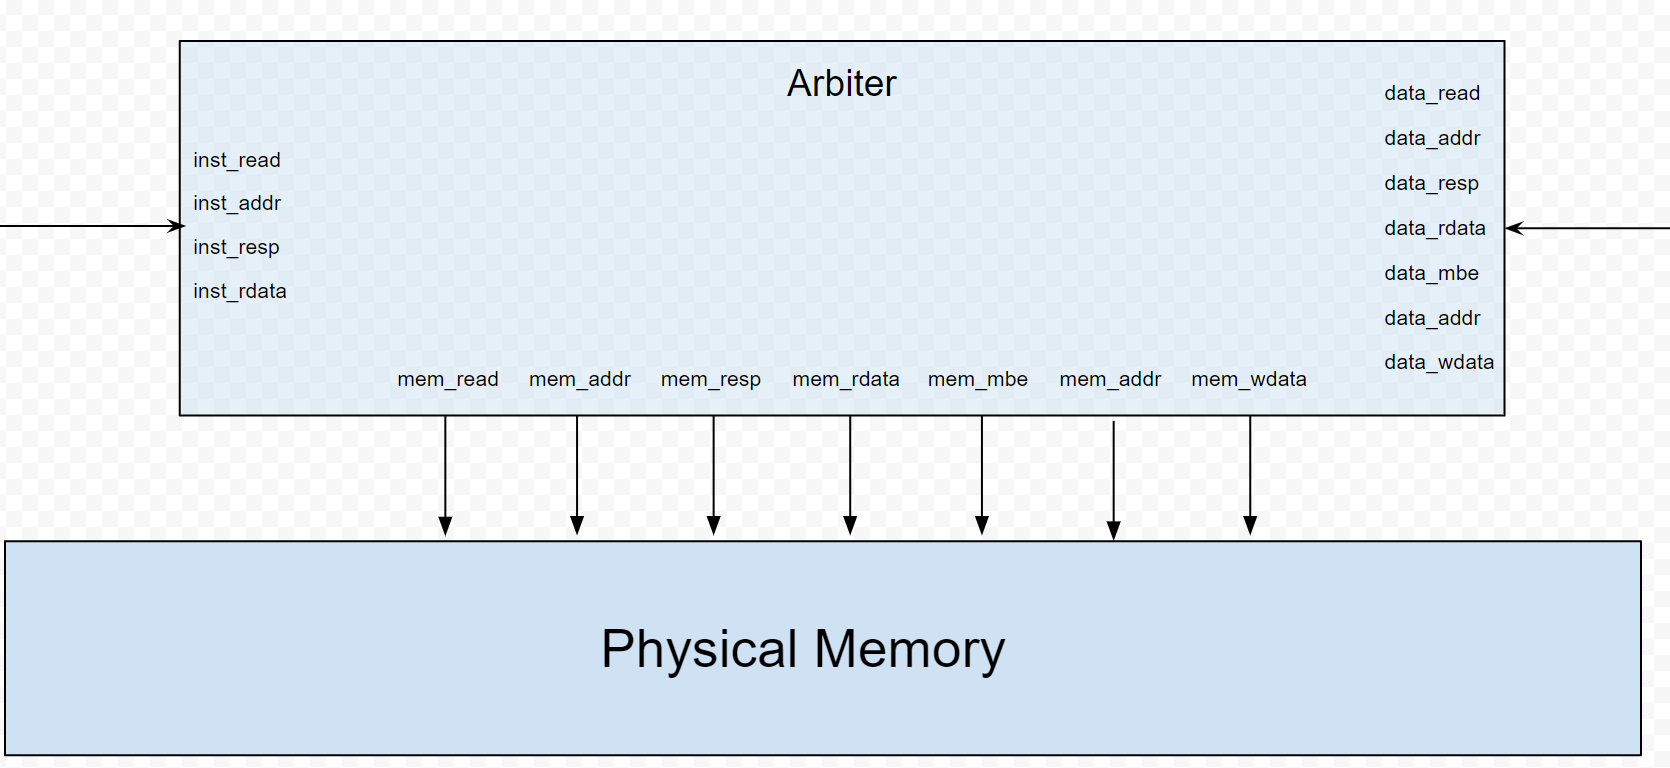 Arbiter
inst_read
inst_addr
inst_resp
inst_rdata
data_read
data_addr
data_resp
data_rdata
data_mbe
data_addr
data_wdata
mem_read mem_addr mem_resp mem_rdata mem_mbe mem_addr mem_wdata
Physical Memory